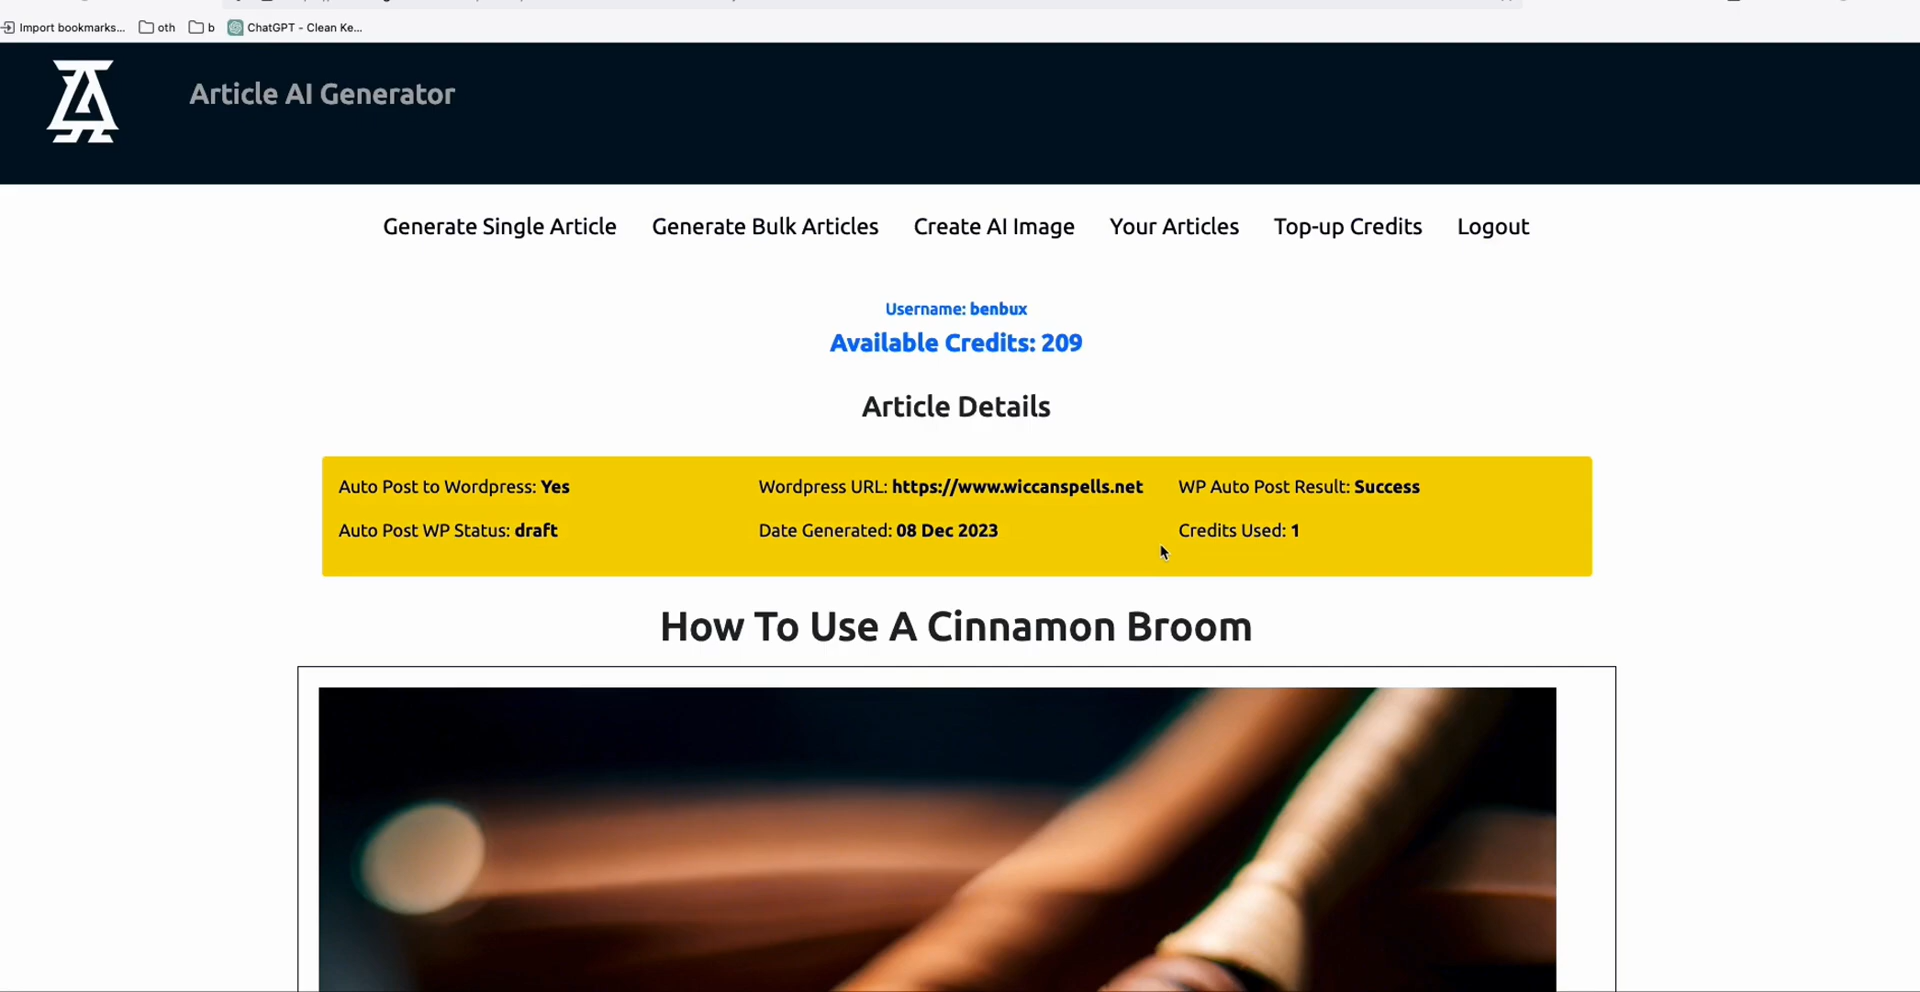 Import bookmarks... oth b ChatGPT - Clean Ke...
Article AI Generator
Generate Single Article Generate Bulk Articles Create AI Image Your Articles Top-up Credits Logout
Username: benbux
Available Credits: 209
Article Details
Auto Post to Wordpress: Yes Wordpress URL: https://www.wiccanspells.net WP Auto Post Result: Success
Auto Post WP Status: draft Date Generated: 08 Dec 2023 Credits Used: 1
How To Use A Cinnamon Broom